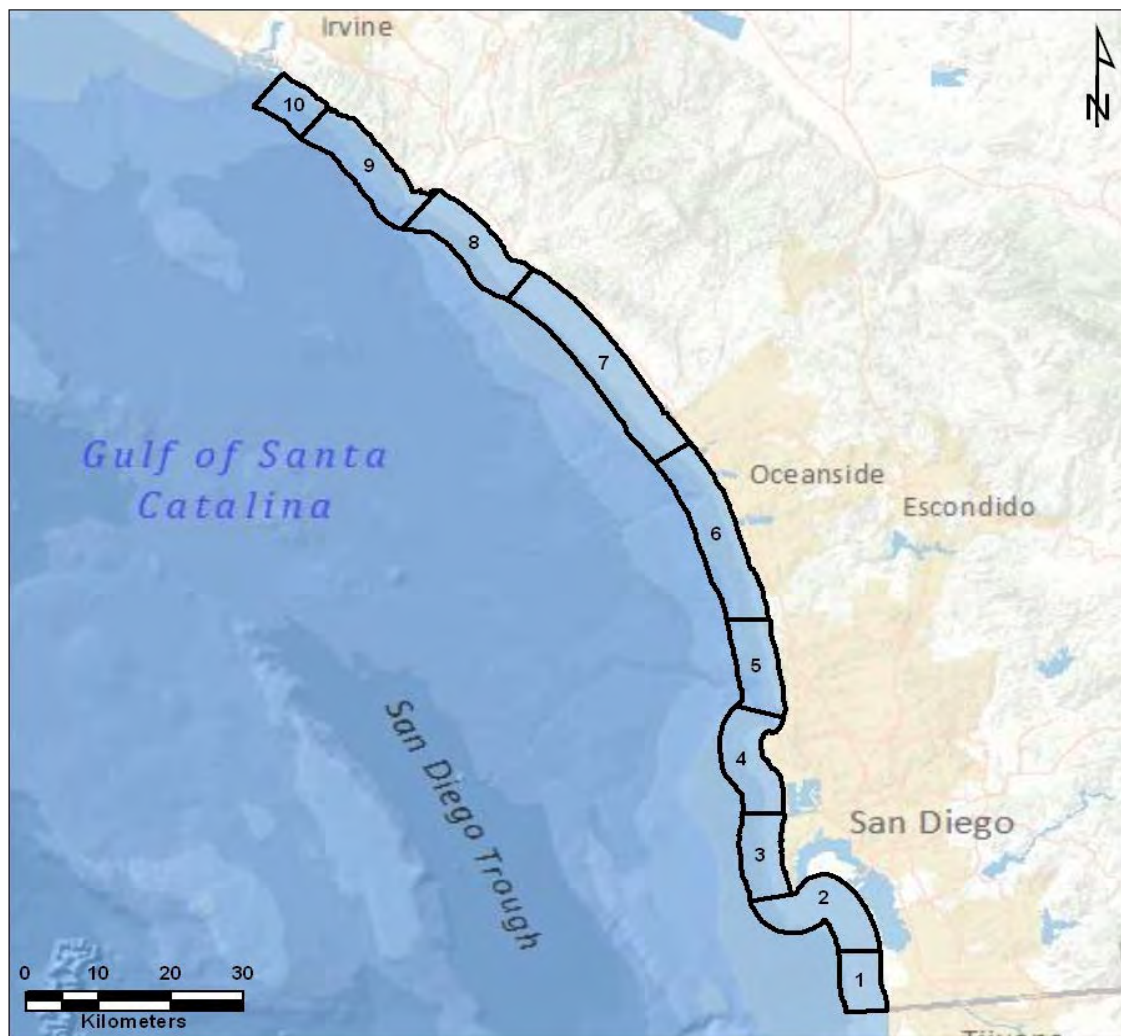 Irvine
N
10
9
8
7
Gulf of Santa
Catalina
Oceanside
Escondido
6
5
San Diego Trough
4
San Diego
3
2
1
0 10 20 30
Kilometers